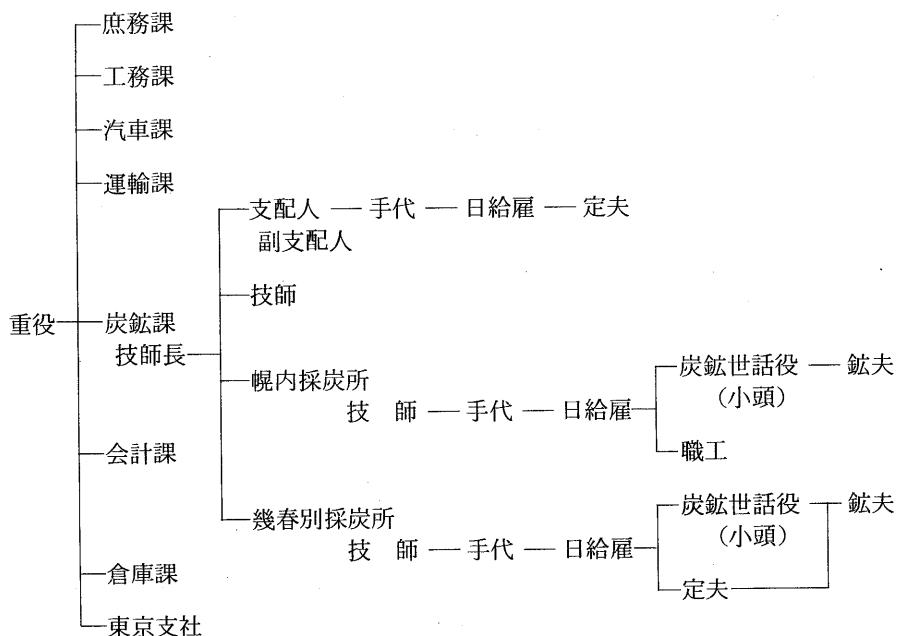 庶務課
工務課
汽車課
運輸課
支配人 手代 日給雇 定夫
副支配人
技師
重役 炭鉱課
技師長
幌内採炭所
技 師 手代 日給雇
炭鉱世話役 鉱夫
(小頭)
職工
会計課
幾春別採炭所
技 師 手代 日給雇
炭鉱世話役 鉱夫
(小頭)
定夫
倉庫課
東京支社